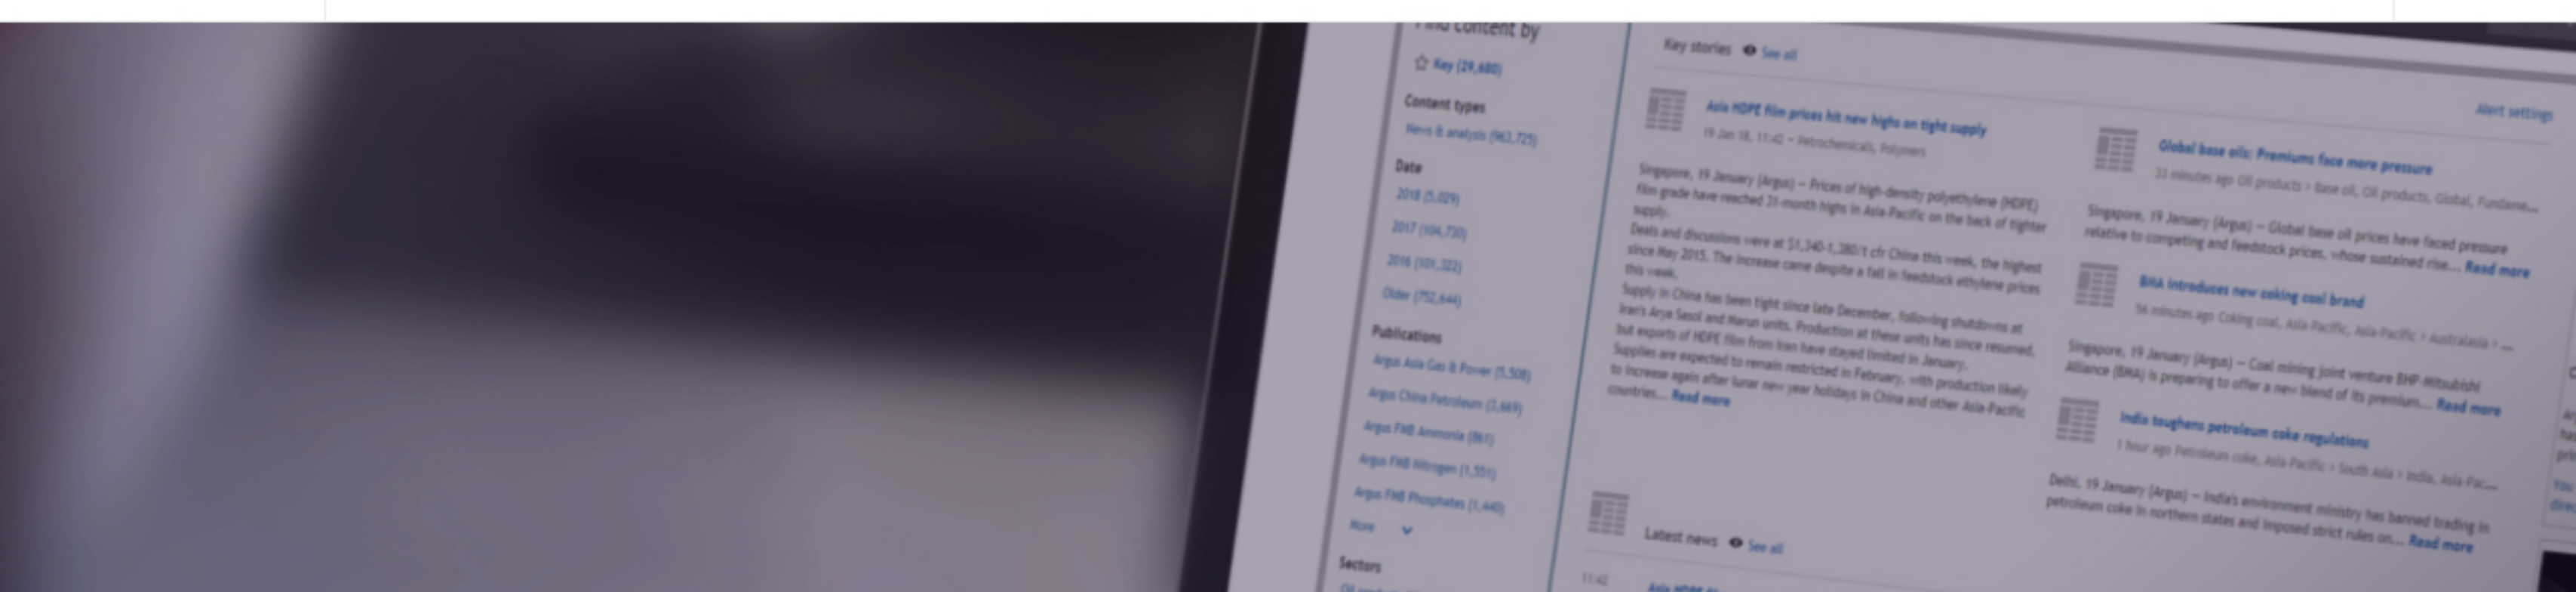 Find content by
Key (29,680)
Content types
News & analysis (963,725)
Date
2018 (5,029)
2017 (104,730)
2016 (101,322)
Older (752,644)
Publications
Argus Asia Gas & Power (5,508)
Argus China Petroleum (3,669)
Argus FMB Ammonia (861)
Argus FMB Nitrogen (1,551)
Argus FMB Phosphates (1,440)
More
Sectors
Key stories See all
Asia HDPE film prices hit new highs on tight supply
19 Jan 18, 11:42 – Petrochemicals, Polymers
Singapore, 19 January (Argus) — Prices of high-density polyethylene (HDPE)
film grade have reached 31-month highs in Asia-Pacific on the back of tighter
supply.
Deals and discussions were at $1,340-1,380/t cfr China this week, the highest
since May 2015. The increase came despite a fall in feedstock ethylene prices
this week.
Supply in China has been tight since late December, following shutdowns at
Iran's Arya Sasol and Marun units. Production at these units has since resumed,
but exports of HDPE film from Iran have stayed limited in January.
Supplies are expected to remain restricted in February, with production likely
to increase again after lunar new year holidays in China and other Asia-Pacific
countries... Read more
Latest news See all
11:42
Asia HDPE
Alert settings
Global base oils: Premiums face more pressure
33 minutes ago Oil products > Base oil, Oil products, Global, Fundame...
Singapore, 19 January (Argus) — Global base oil prices have faced pressure
relative to competing and feedstock prices, whose sustained rise... Read more
BMA introduces new coking coal brand
56 minutes ago Coking coal, Asia-Pacific, Asia-Pacific > Australasia > ...
Singapore, 19 January (Argus) — Coal mining joint venture BHP-Mitsubishi
Alliance (BMA) is preparing to offer a new blend of its premium... Read more
India toughens petroleum coke regulations
1 hour ago Petroleum coke, Asia-Pacific > South Asia > India, Asia-Pac...
Delhi, 19 January (Argus) — India's environment ministry has banned trading in
petroleum coke in northern states and imposed strict rules on... Read more